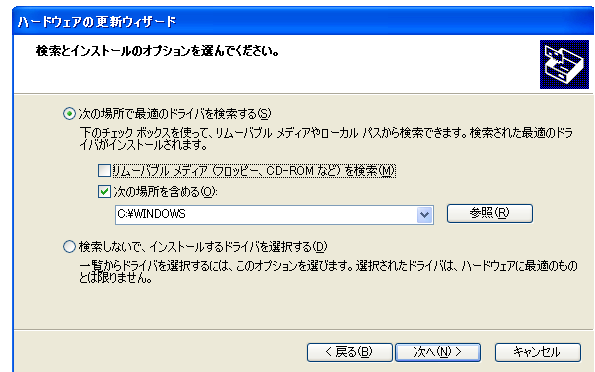 ハードウェアの更新ウィザード
検索とインストールのオプションを選んでください。
次の場所で最適のドライバを検索する(S)
下のチェック ボックスを使って、リムーバブル メディアやローカル パスから検索できます。検索された最適のドラ
イバがインストールされます。
リムーバブル メディア (フロッピー、CD-ROM など) を検索(M)
次の場所を含める(O):
C:¥WINDOWS
参照(R)
検索しないで、インストールするドライバを選択する(D)
一覧からドライバを選択するには、このオプションを選びます。選択されたドライバは、ハードウェアに最適のもの
とは限りません。
< 戻る(B)
次へ(N) >
キャンセル